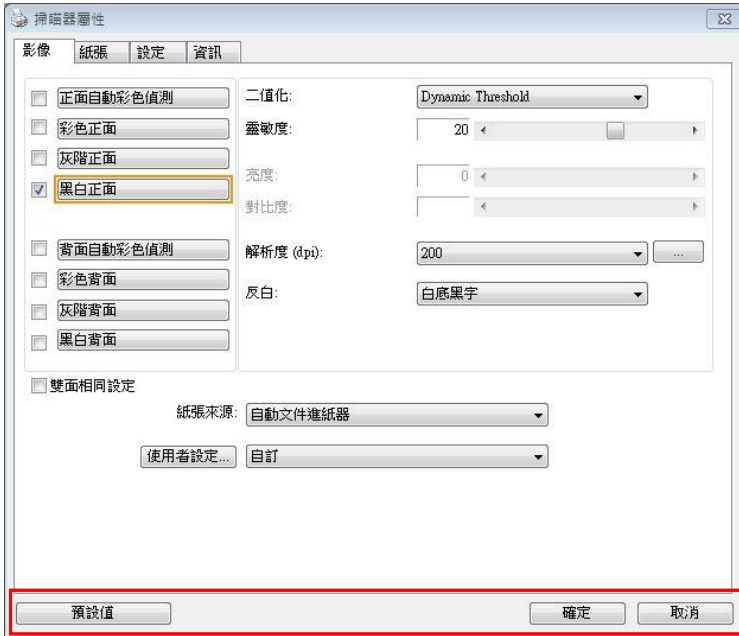 掃瞄器屬性
影像 紙張 設定 資訊
正面自動彩色偵測 二值化: Dynamic Threshold
彩色正面 靈敏度: 20
灰階正面 亮度: 0
黑白正面 對比度:
背面自動彩色偵測 解析度 (dpi): 200 ...
彩色背面 反白: 白底黑字
灰階背面
黑白背面
雙面相同設定
紙張來源: 自動文件進紙器
使用者設定... 自訂
預設值 確定 取消